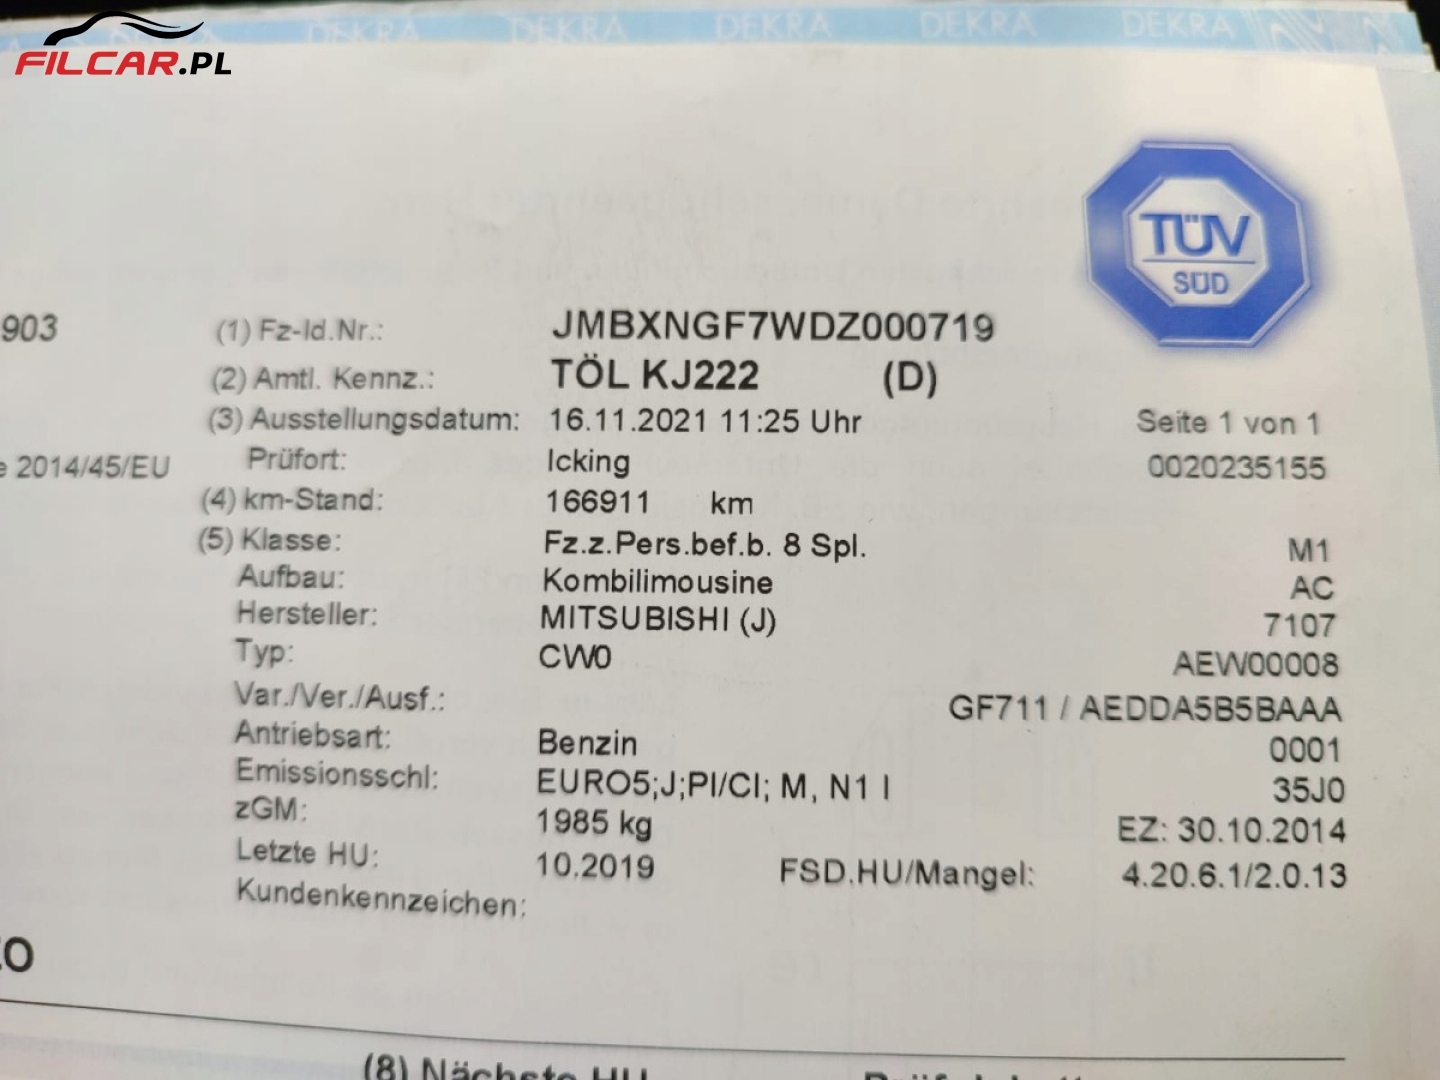 DEKRA DEKRA DEKRA DEKRA DEKRA
FILCAR.PL
TÜV
SÜD
903 (1) Fz-Id.Nr.: JMBXNGF7WDZ000719
(2) Amtl. Kennz.: TÖL KJ222 (D)
(3) Ausstellungsdatum: 16.11.2021 11:25 Uhr Seite 1 von 1
e 2014/45/EU Prüfort: Icking 0020235155
(4) km-Stand: 166911 km
(5) Klasse: Fz.z.Pers.bef.b. 8 Spl. M1
Aufbau: Kombilimousine AC
Hersteller: MITSUBISHI (J) 7107
Typ: CW0 AEW00008
Var./Ver./Ausf.: GF711 / AEDDA5B5BAAA
Antriebsart: Benzin 0001
Emissionsschl: EURO5;J;PI/CI; M, N1 I 35J0
zGM: 1985 kg EZ: 30.10.2014
Letzte HU: 10.2019 FSD.HU/Mangel: 4.20.6.1/2.0.13
Kundenkennzeichen:
(8) Nächste HU